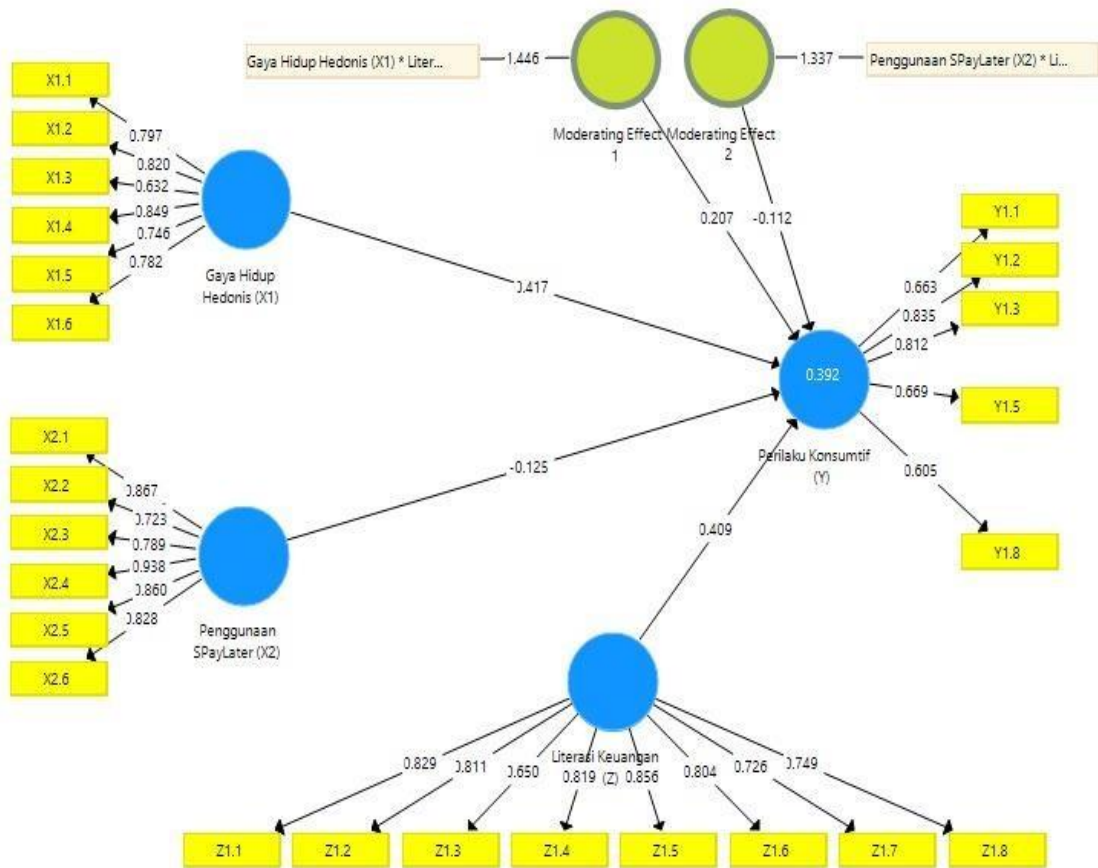 Gaya Hidup Hedonis (X1) * Liter...
1.446
1.337
Penggunaan SPayLater (X2) * Li...
Moderating Effect
1
Moderating Effect
2
X1.1
X1.2
X1.3
X1.4
X1.5
X1.6
0.797
0.820
0.632
0.849
0.746
0.782
Gaya Hidup
Hedonis (X1)
0.417
0.207
-0.112
Y1.1
Y1.2
Y1.3
Y1.5
Y1.8
0.663
0.835
0.812
0.669
0.605
0.392
Perilaku Konsumtif
(Y)
X2.1
X2.2
X2.3
X2.4
X2.5
X2.6
0.867
0.723
0.789
0.938
0.860
0.828
Penggunaan
SPayLater (X2)
-0.125
0.409
Literasi Keuangan
(Z)
0.829
0.811
0.650
0.819
0.856
0.804
0.726
0.749
Z1.1
Z1.2
Z1.3
Z1.4
Z1.5
Z1.6
Z1.7
Z1.8